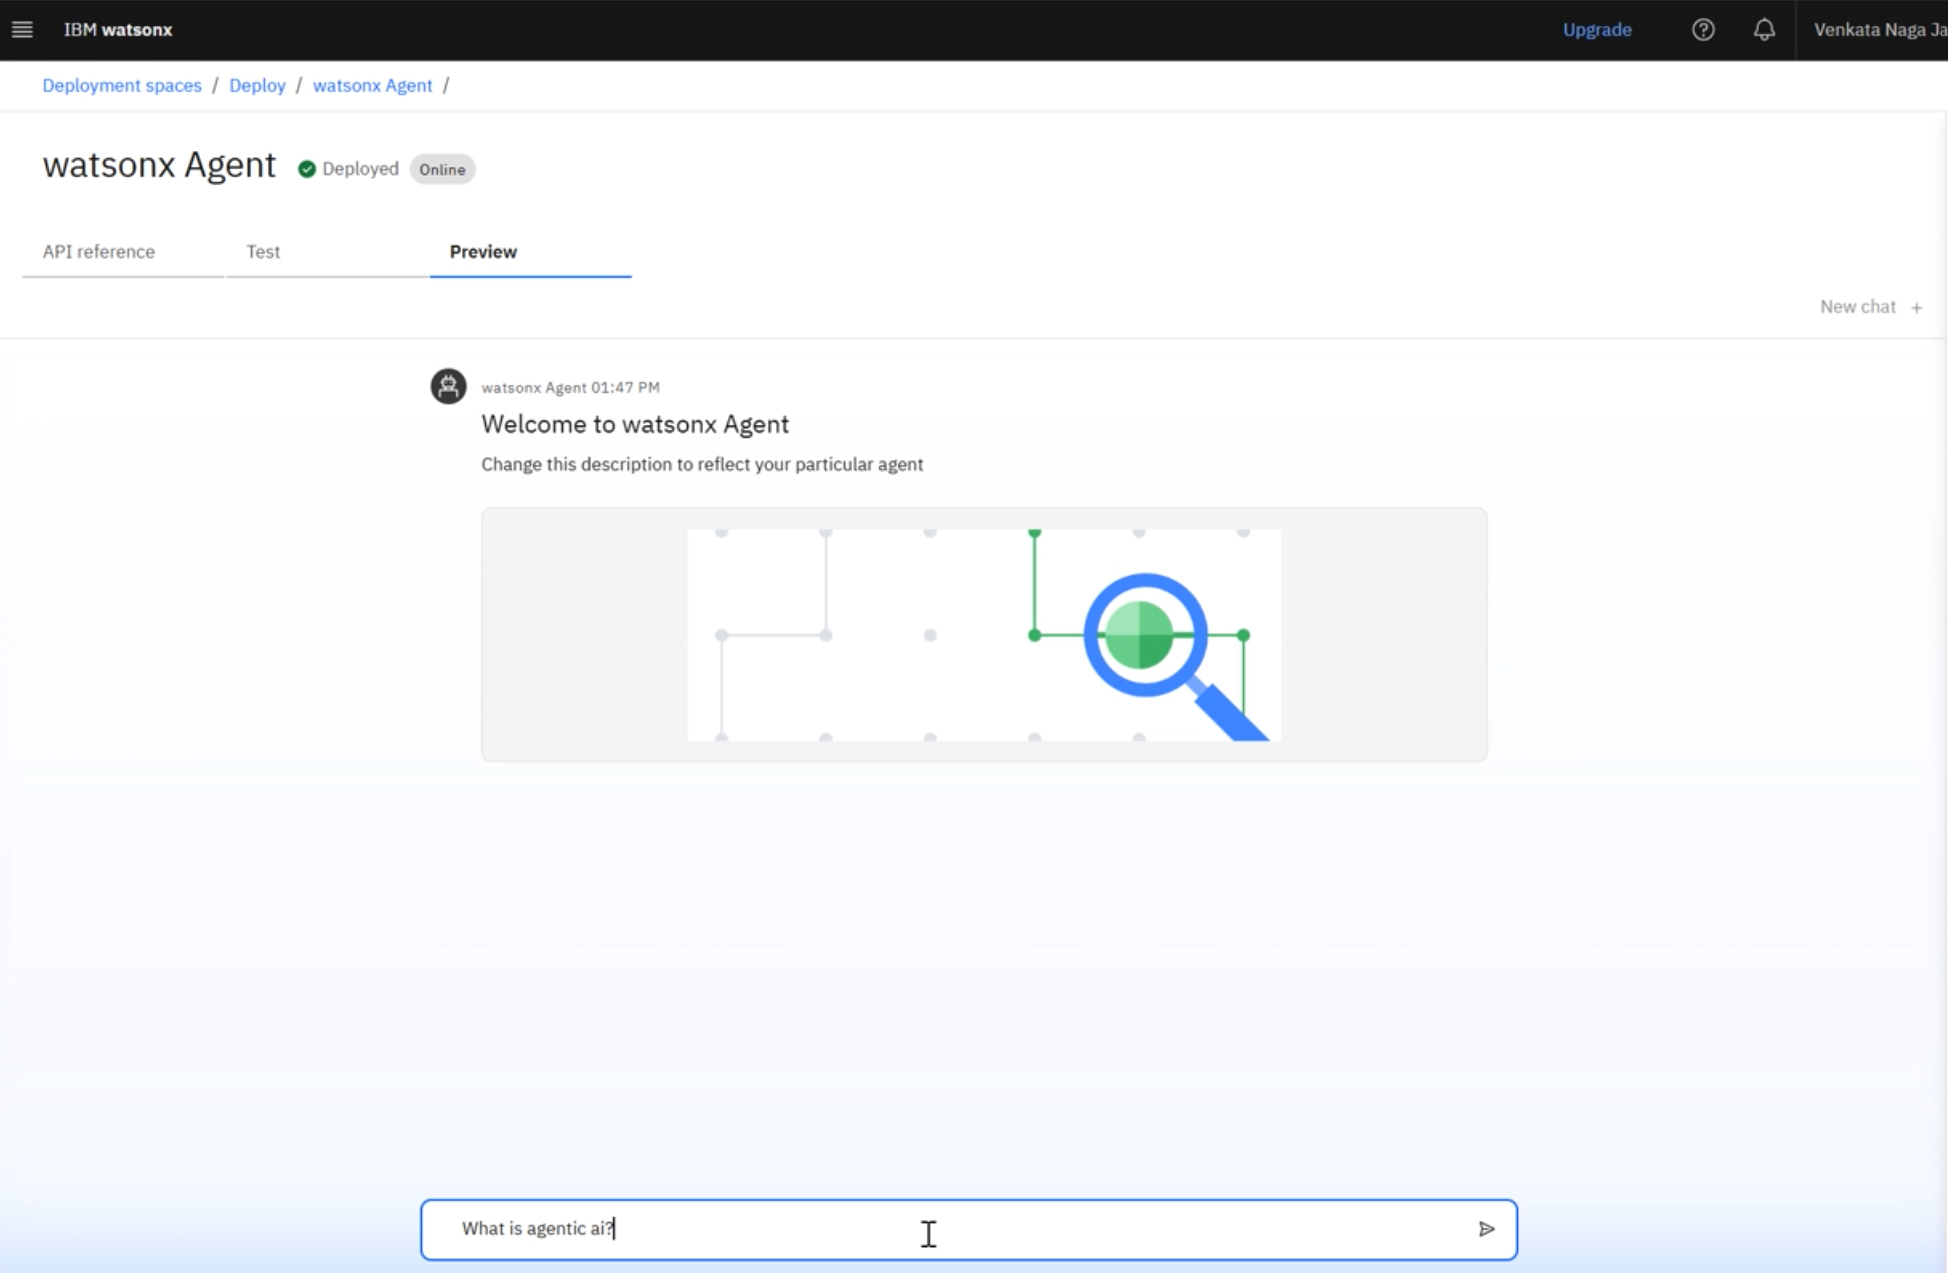 IBM watsonx Upgrade Venkata Naga Ja
Deployment spaces / Deploy / watsonx Agent /
watsonx Agent Deployed Online
API reference Test Preview
New chat +
watsonx Agent 01:47 PM
Welcome to watsonx Agent
Change this description to reflect your particular agent
What is agentic ai?